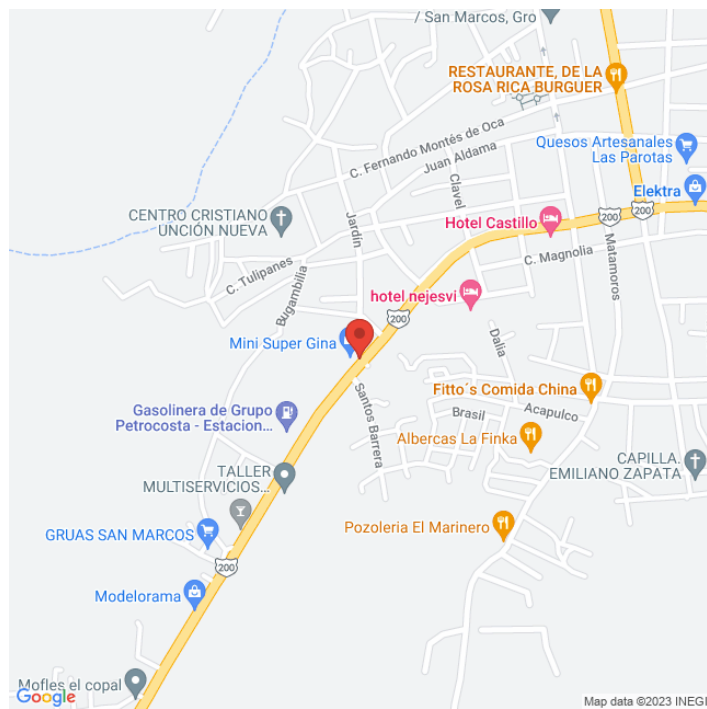 / San Marcos, Gro
RESTAURANTE, DE LA
ROSA RICA BURGUER
C. Fernando Montés de Oca
Juan Aldama
Quesos Artesanales
Las Parotas
Elektra
Clavel
CENTRO CRISTIANO
UNCIÓN NUEVA
Jardín
Hotel Castillo
200
200
Matamoros
C. Magnolia
C. Tulipanes
Bugambilia
hotel nejesvi
200
Dalia
Mini Super Gina
Santos Barrera
Fitto´s Comida China
Gasolinera de Grupo
Petrocosta - Estacion...
Brasil
Acapulco
Albercas La Finka
CAPILLA.
EMILIANO ZAPATA
TALLER
MULTISERVICIOS...
GRUAS SAN MARCOS
Pozoleria El Marinero
200
Modelorama
Mofles el copal
Google
Map data ©2023 INEGI